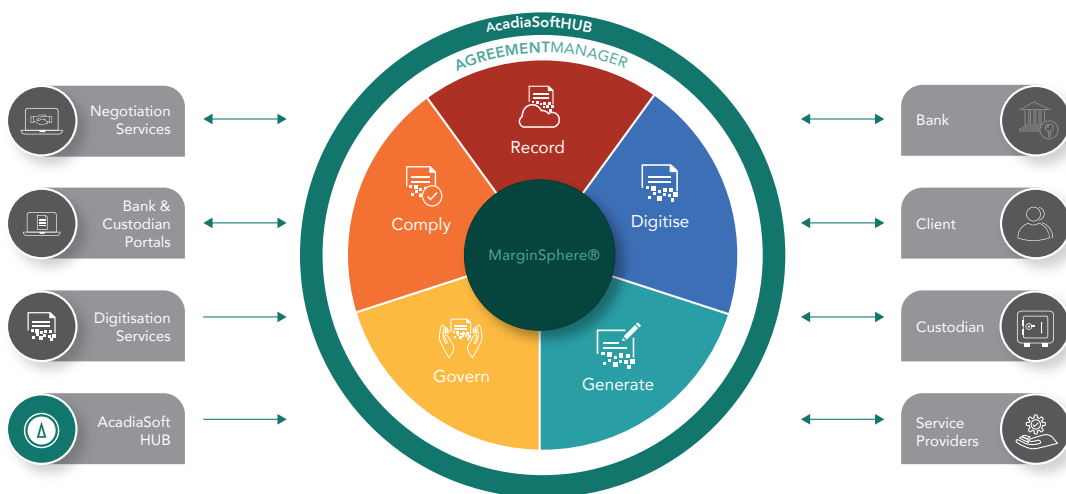 AcadiaSoftHUB
AGREEMENTMANAGER
Negotiation
Services
Bank &
Custodian
Portals
Digitisation
Services
AcadiaSoft
HUB
Record
Comply
Digitise
MarginSphere®
Govern
Generate
Bank
Client
Custodian
Service
Providers